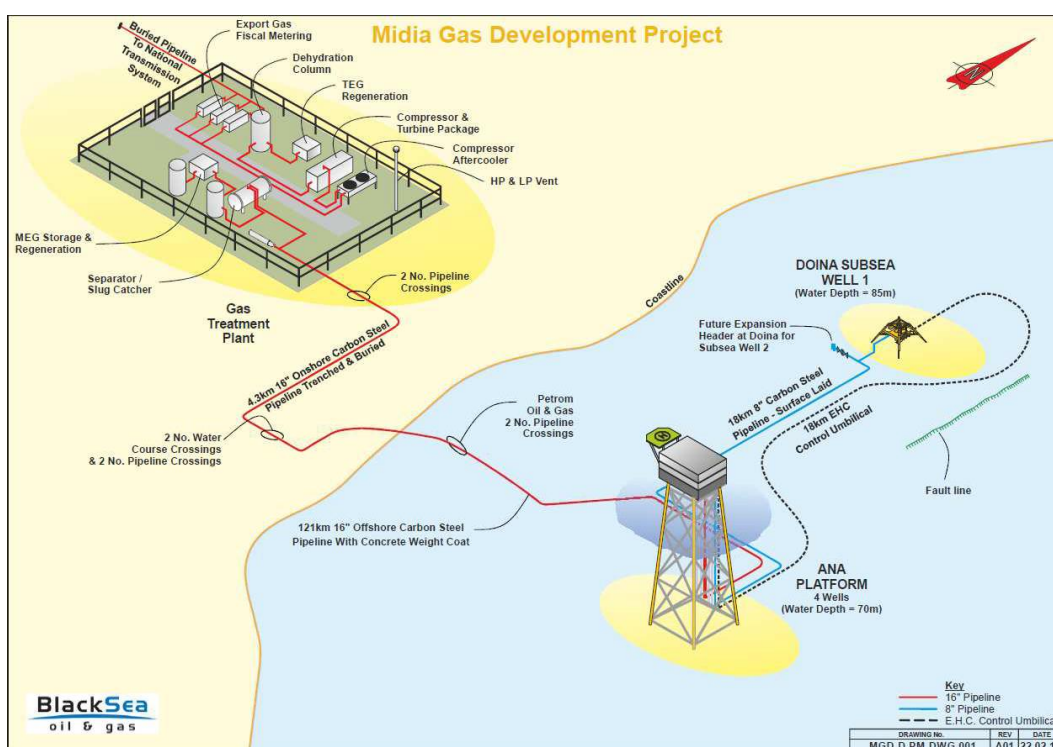 Midia Gas Development Project
Buried Pipeline
To National
Transmission
System
Export Gas
Fiscal Metering
Dehydration
Column
TEG
Regeneration
Compressor &
Turbine Package
Compressor
Aftercooler
HP & LP Vent
MEG Storage &
Regeneration
Separator /
Slug Catcher
Gas
Treatment
Plant
2 No. Pipeline
Crossings
4.3km 16" Onshore Carbon Steel
Pipeline Trenched & Buried
2 No. Water
Course Crossings
& 2 No. Pipeline Crossings
Petrom
Oil & Gas
2 No. Pipeline
Crossings
121km 16" Offshore Carbon Steel
Pipeline With Concrete Weight Coat
Coastline
N
DOINA SUBSEA
WELL 1
(Water Depth = 85m)
Future Expansion
Header at Doina for
Subsea Well 2
18km 8" Carbon Steel
Pipeline - Surface Laid
18km EHC
Control Umbilical
Fault line
ANA
PLATFORM
4 Wells
(Water Depth = 70m)
BlackSea
oil & gas
Key
16" Pipeline
8" Pipeline
E.H.C. Control Umbilica
DRAWING No. REV DATE
MGD-D-PM-DWG-001 A01